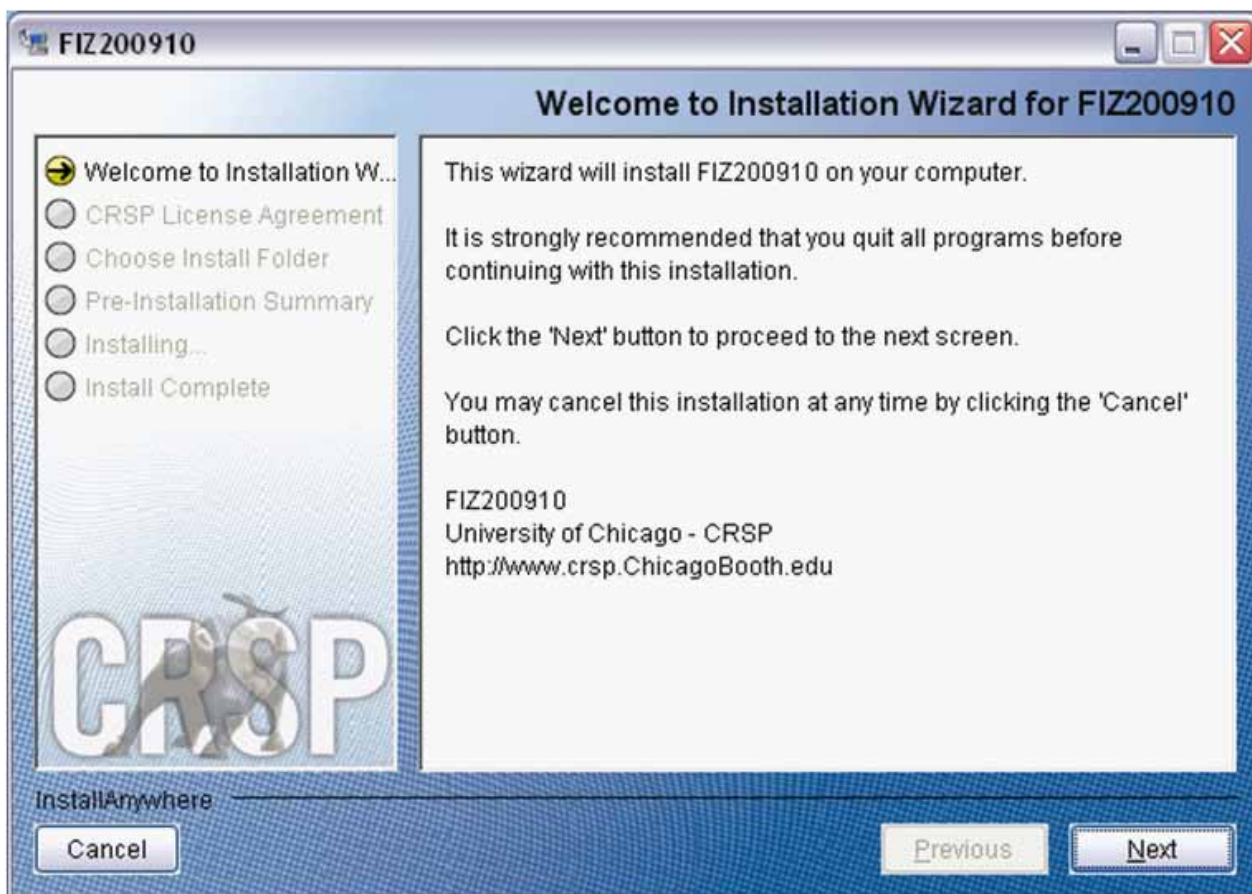 FIZ200910
Welcome to Installation Wizard for FIZ200910
Welcome to Installation W...
CRSP License Agreement
Choose Install Folder
Pre-Installation Summary
Installing...
Install Complete
CRSP
This wizard will install FIZ200910 on your computer.
It is strongly recommended that you quit all programs before
continuing with this installation.
Click the 'Next' button to proceed to the next screen.
You may cancel this installation at any time by clicking the 'Cancel'
button.
FIZ200910
University of Chicago - CRSP
http://www.crsp.ChicagoBooth.edu
InstallAnywhere
Cancel
Previous
Next